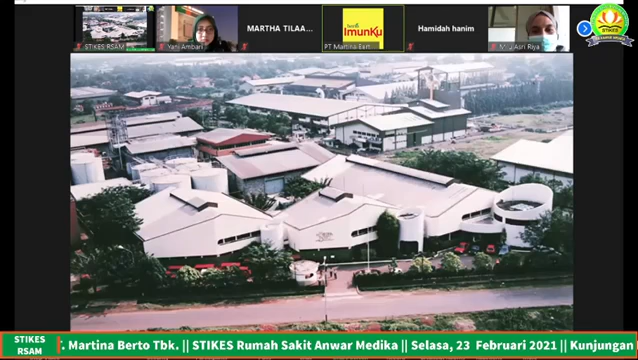 STIKES RSAM
Yani Ambari
MARTHA TILAA...
PT Martina Bert
ImunKu
Hamidah hanim
Asri Riya
STIKES
STIKES
RSAM
T. Martina Berto Tbk. || STIKES Rumah Sakit Anwar Medika || Selasa, 23 Februari 2021 || Kunjungan